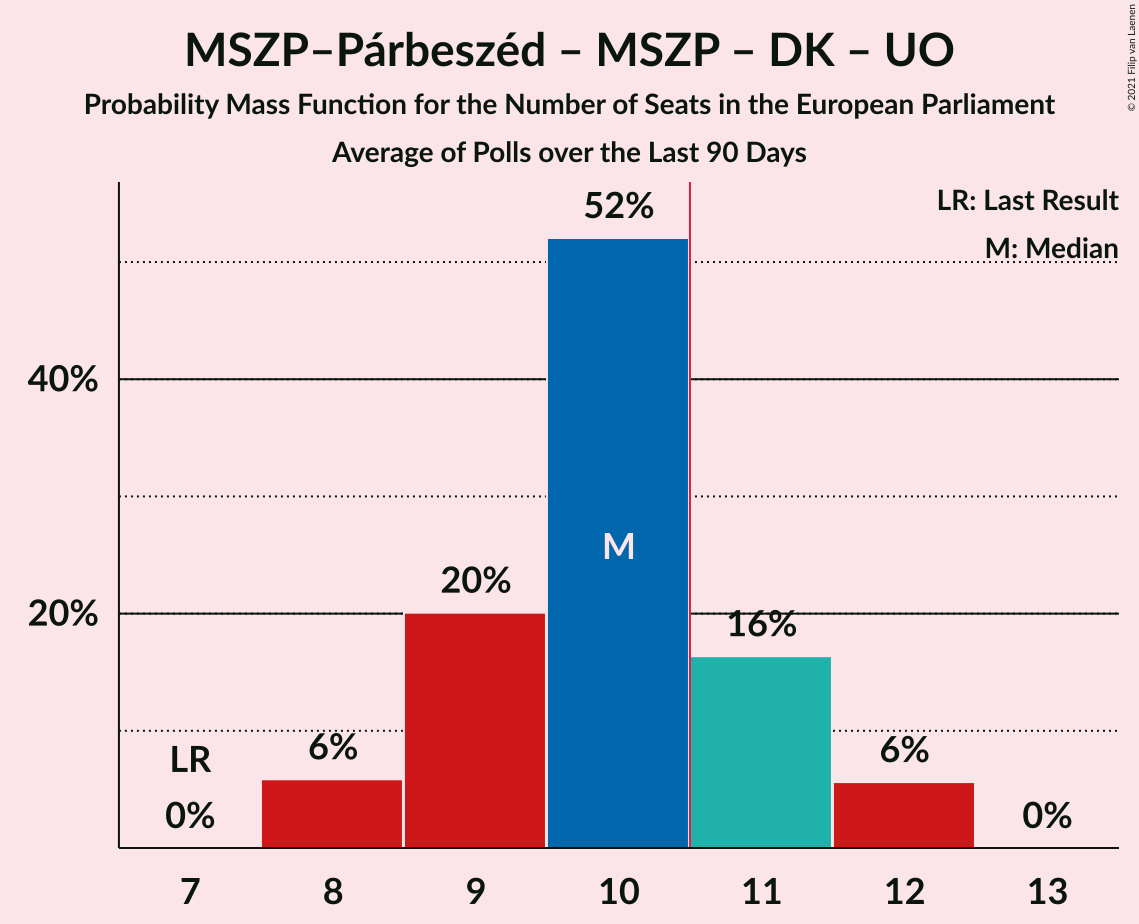 MSZP–Párbeszéd – MSZP – DK – UO
Probability Mass Function for the Number of Seats in the European Parliament
Average of Polls over the Last 90 Days
© 2021 Filip van Laenen
LR: Last Result
M: Median
52%
40%
M
20%
20%
16%
LR
6%
6%
0%
0%
7 8 9 10 11 12 13